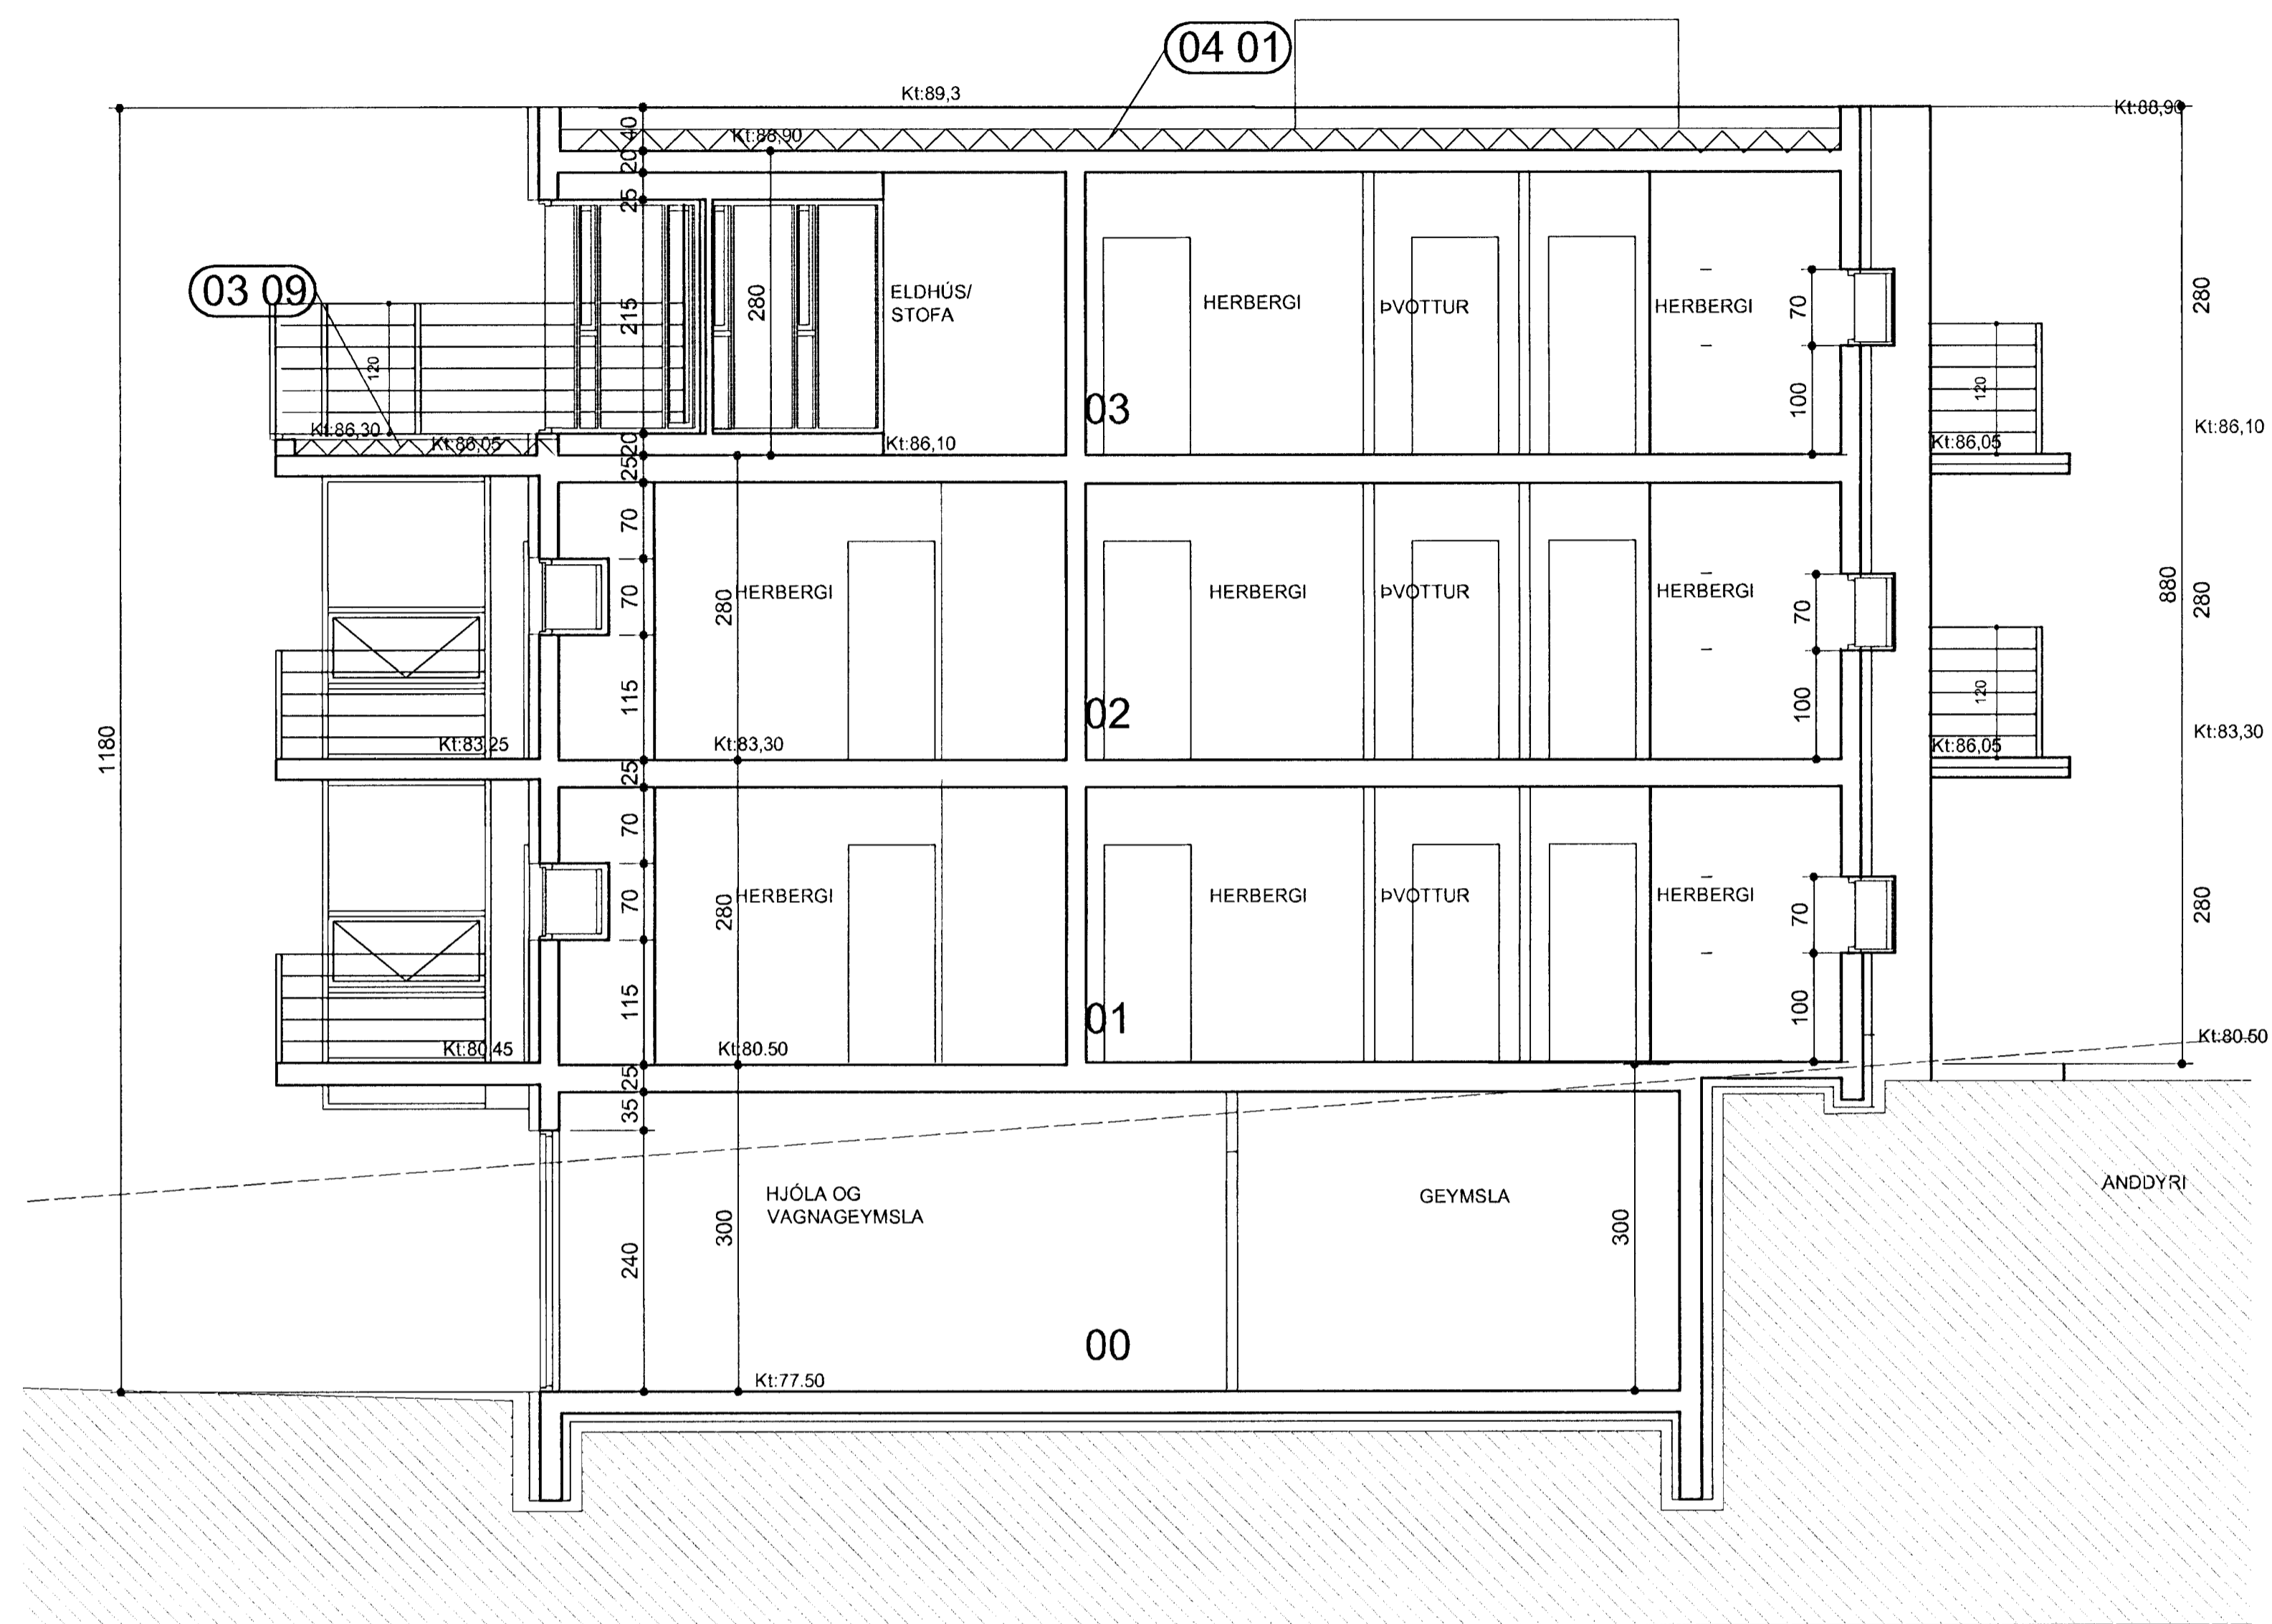 04 01
Kt:89,3
Kt:88,90
Kt:88,90
40
20
25
03 09
215
280
ELDHÚS/
STOFA
HERBERGI
ÞVOTTUR
HERBERGI
70
280
120
100
120
03
Kt:86,30
Kt:86,05
20
Kt:86,10
Kt:86,05
Kt:86,10
25
70
HERBERGI
280
70
HERBERGI
ÞVOTTUR
HERBERGI
70
880
280
115
02
100
120
1180
Kt:83,25
Kt:83,30
Kt:86,05
Kt:83,30
25
70
HERBERGI
280
70
HERBERGI
ÞVOTTUR
HERBERGI
70
280
115
01
100
Kt:80.45
Kt:80.50
Kt:80.50
25
35
HJÓLA OG
VAGNAGEYMSLA
GEYMSLA
ANDDYRI
240
300
300
00
Kt:77.50